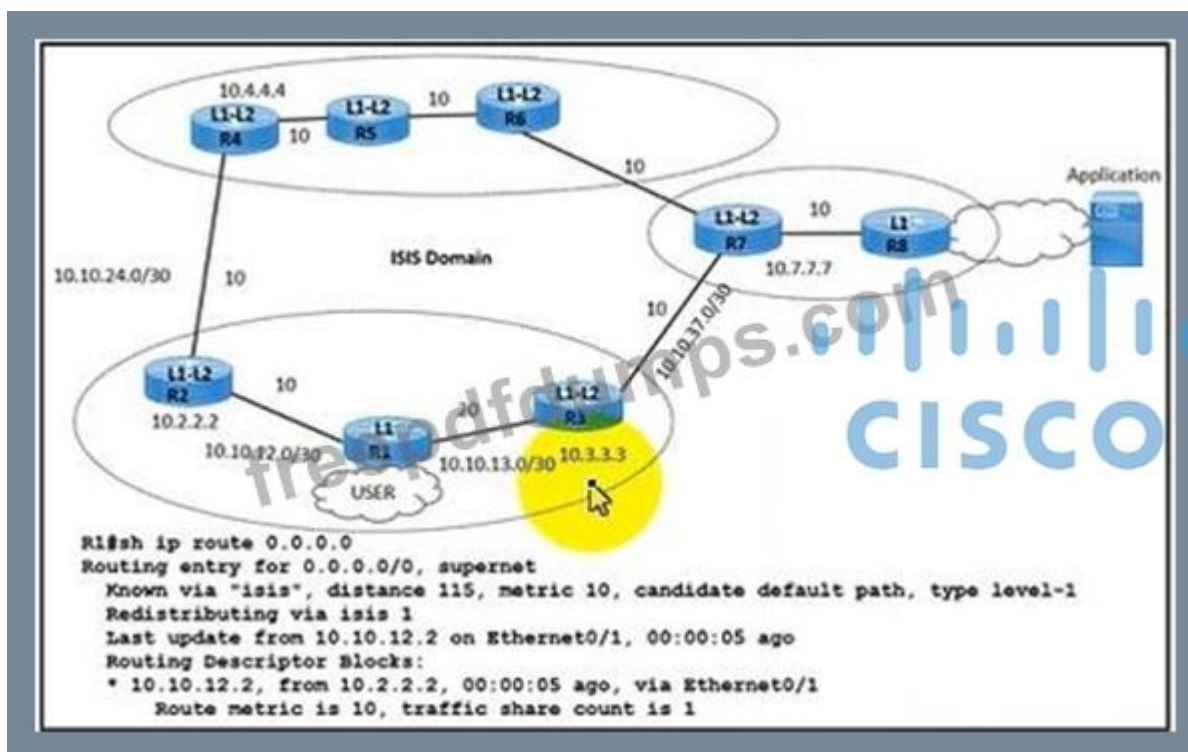 10.4.4.4
L1-L2
R4
10
L1-L2
R5
10
L1-L2
R6
10
Application
L1-L2
R7
10
L1
R8
10.7.7.7
ISIS Domain
10.10.24.0/30
10
10
10.10.37.0/30
L1-L2
R2
10.2.2.2
10
10.10.12.0/30
L1
R1
USER
20
10.10.13.0/30
L1-L2
R3
10.3.3.3
freepdfdumps.com
CISCO
R1#sh ip route 0.0.0.0
Routing entry for 0.0.0.0/0, supernet
Known via "isis", distance 115, metric 10, candidate default path, type level-1
Redistributing via isis 1
Last update from 10.10.12.2 on Ethernet0/1, 00:00:05 ago
Routing Descriptor Blocks:
* 10.10.12.2, from 10.2.2.2, 00:00:05 ago, via Ethernet0/1
Route metric is 10, traffic share count is 1